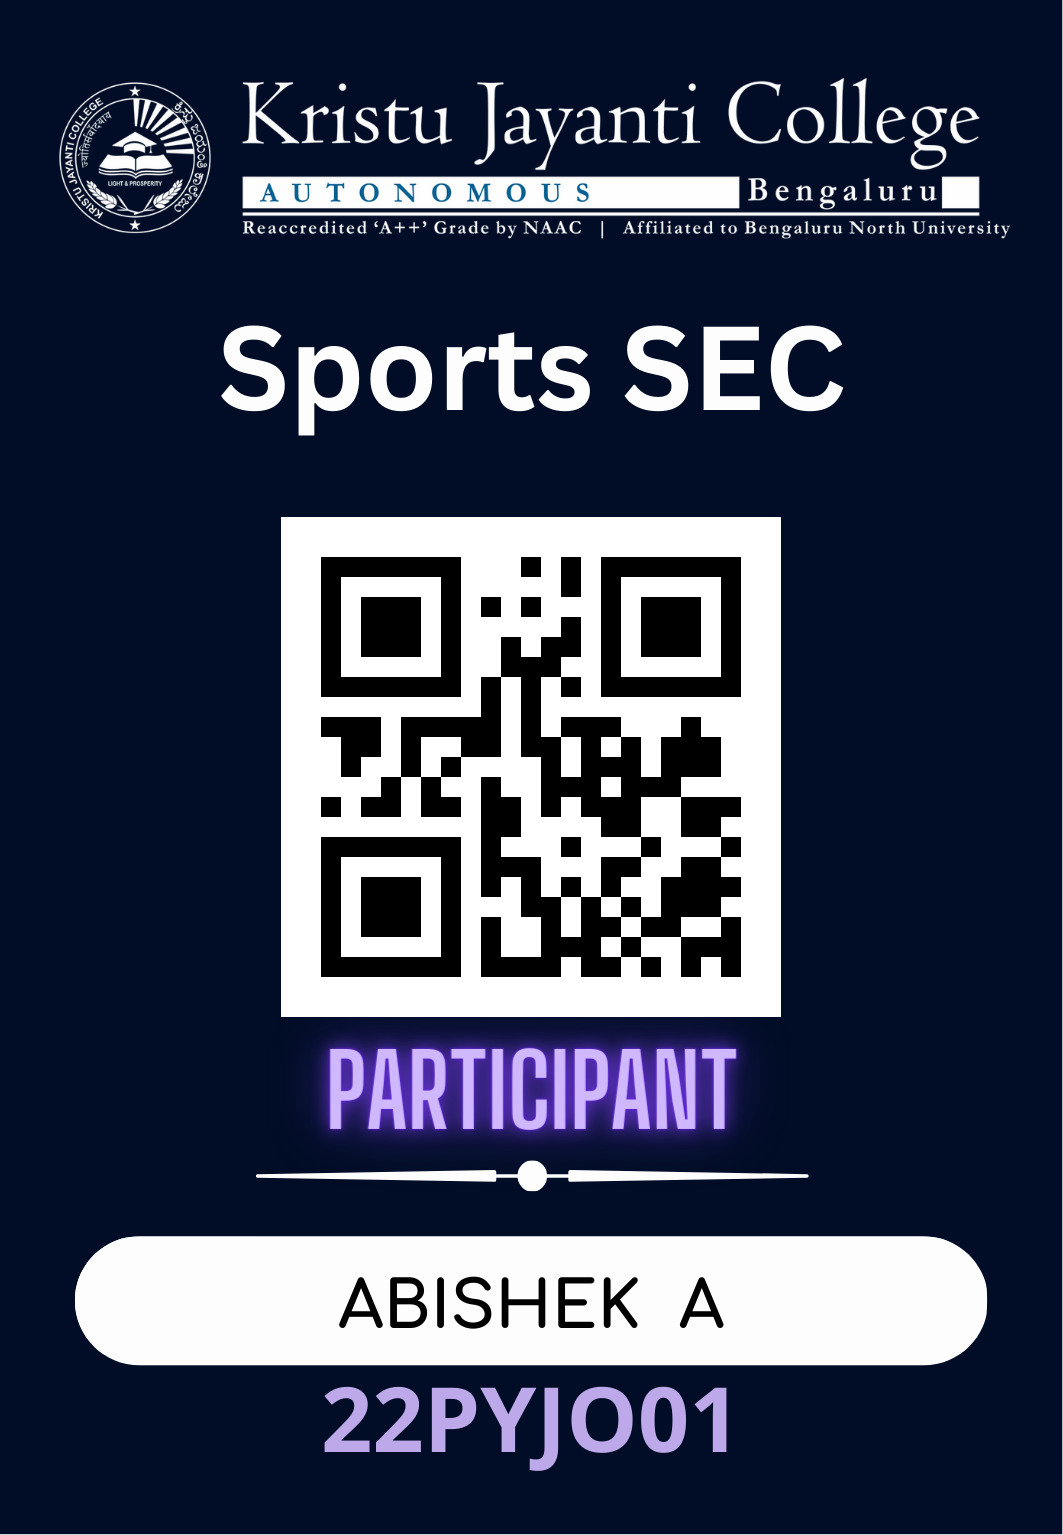 Kristu Jayanti College
AUTONOMOUS Bengaluru
Reaccredited ‘A++’ Grade by NAAC | Affiliated to Bengaluru North University
KRISTU JAYANTI COLLEGE
LIGHT & PROSPERITY
Sports SEC
PARTICIPANT
ABISHEK A
22PYJO01